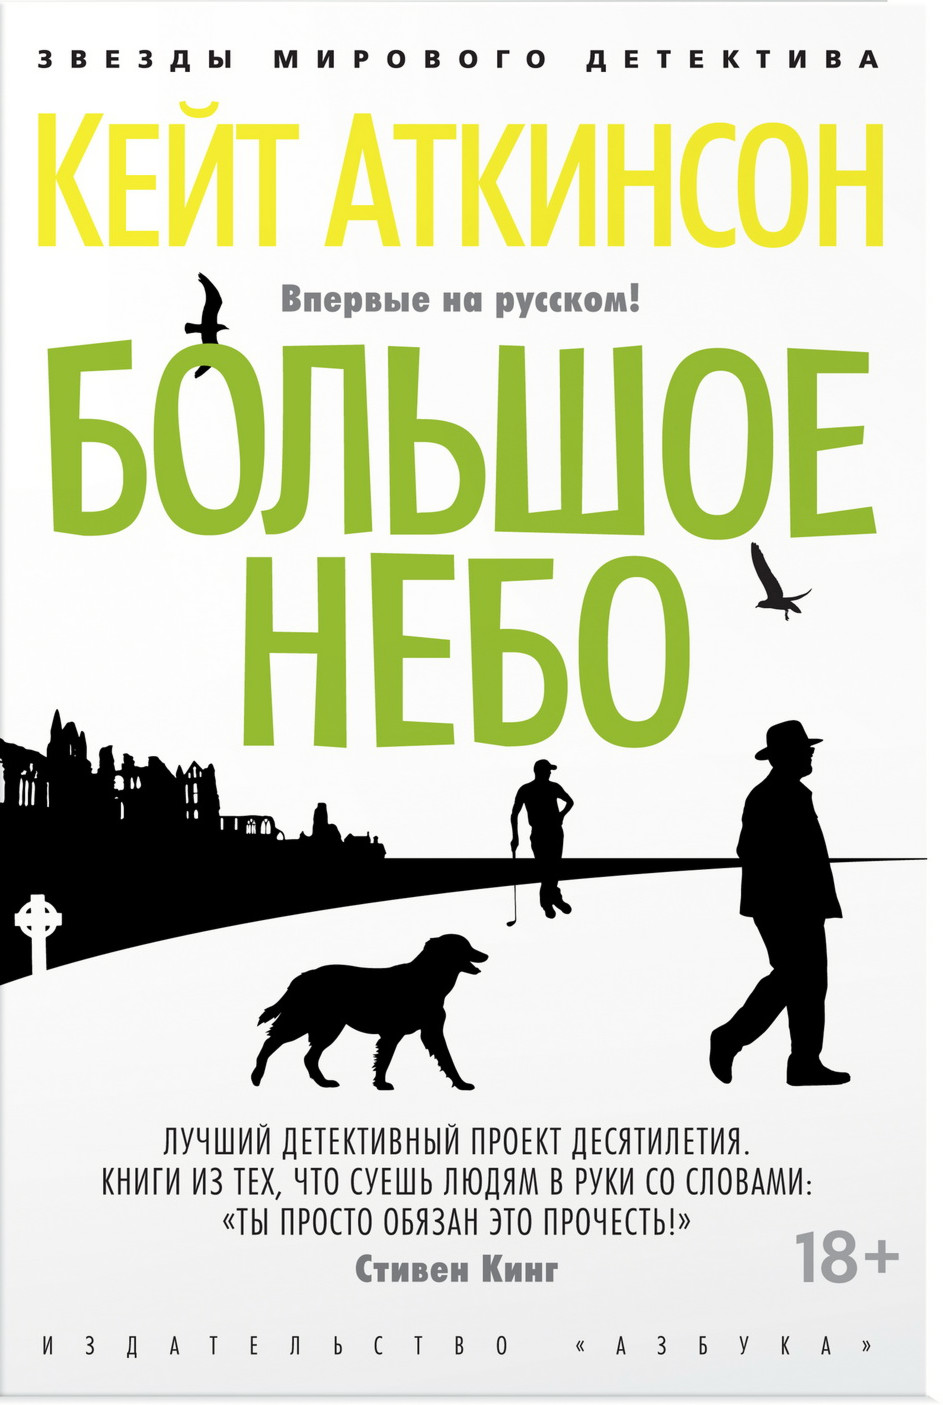 ЗВЕЗДЫ МИРОВОГО ДЕТЕКТИВА
КЕЙТ АТКИНСОН
Впервые на русском!
БОЛЬШОЕ
НЕБО
ЛУЧШИЙ ДЕТЕКТИВНЫЙ ПРОЕКТ ДЕСЯТИЛЕТИЯ.
КНИГИ ИЗ ТЕХ, ЧТО СУЕШЬ ЛЮДЯМ В РУКИ СО СЛОВАМИ:
«ТЫ ПРОСТО ОБЯЗАН ЭТО ПРОЧЕСТЬ!»
Стивен Кинг
18+
ИЗДАТЕЛЬСТВО «АЗБУКА»